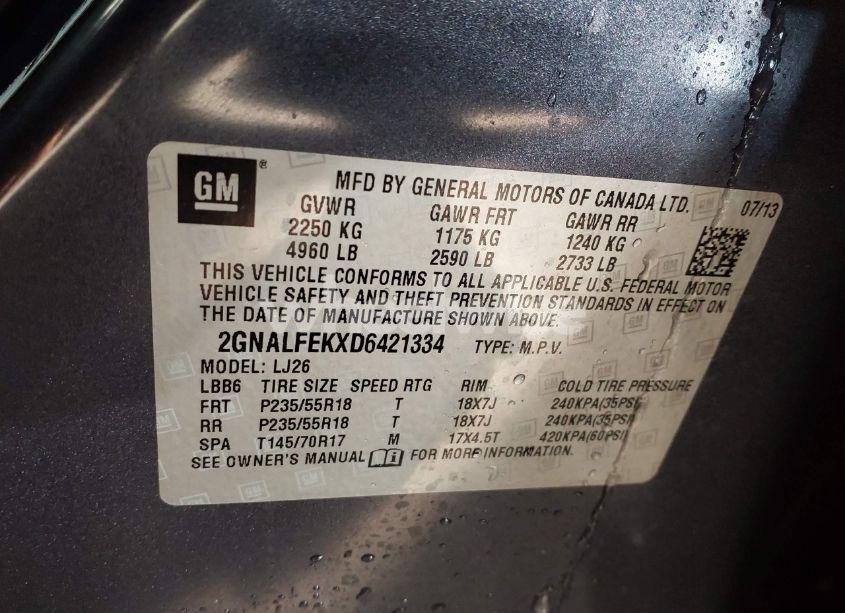 GM ®
MFD BY GENERAL MOTORS OF CANADA LTD. 07/13
GVWR GAWR FRT GAWR RR
2250 KG 1175 KG 1240 KG
4960 LB 2590 LB 2733 LB
THIS VEHICLE CONFORMS TO ALL APPLICABLE U.S. FEDERAL MOTOR
VEHICLE SAFETY AND THEFT PREVENTION STANDARDS IN EFFECT ON
THE DATE OF MANUFACTURE SHOWN ABOVE.
2GNALFEKXD6421334 TYPE: M.P.V.
MODEL: LJ26
LBB6 TIRE SIZE SPEED RTG RIM COLD TIRE PRESSURE
FRT P235/55R18 T 18X7J 240KPA(35PSI)
RR P235/55R18 T 18X7J 240KPA(35PSI)
SPA T145/70R17 M 17X4.5T 420KPA(60PSI)
SEE OWNER'S MANUAL FOR MORE INFORMATION.